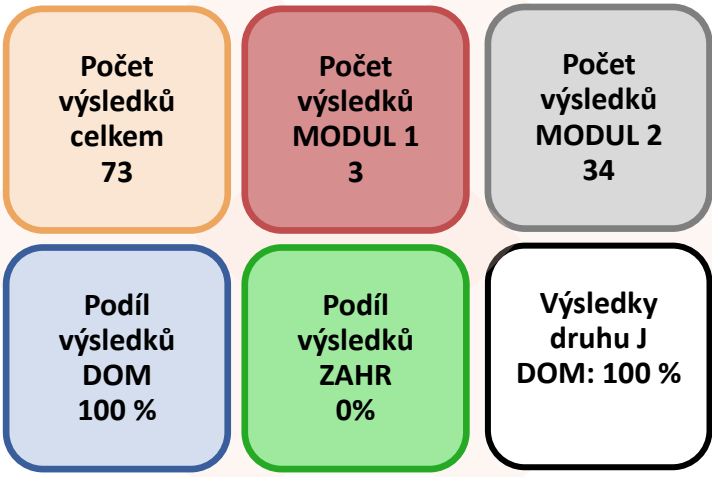 Počet
výsledků
celkem
73
Počet
výsledků
MODUL 1
3
Počet
výsledků
MODUL 2
34
Podíl
výsledků
DOM
100 %
Podíl
výsledků
ZAHR
0%
Výsledky
druhu J
DOM: 100 %